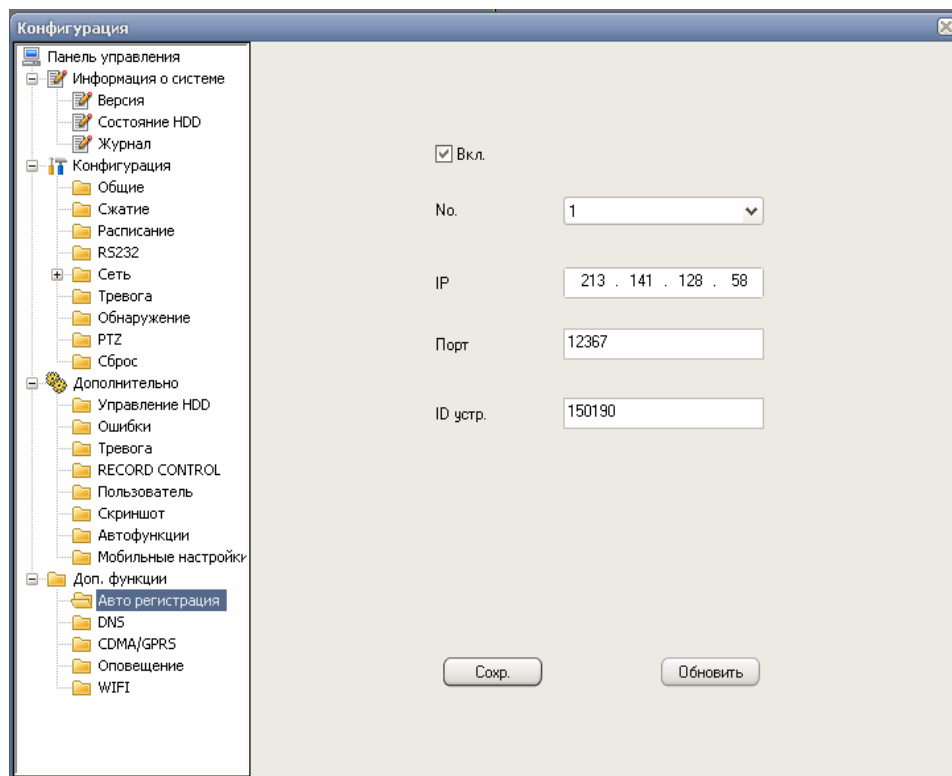 Конфигурация
Панель управления
Информация о системе
Версия
Состояние HDD
Журнал
Конфигурация
Общие
Сжатие
Расписание
RS232
Сеть
Тревога
Обнаружение
PTZ
Сброс
Дополнительно
Управление HDD
Ошибки
Тревога
RECORD CONTROL
Пользователь
Скриншот
Автофункции
Мобильные настройки
Доп. функции
Авто регистрация
DNS
CDMA/GPRS
Оповещение
WIFI
Вкл.
No. 1
IP 213 . 141 . 128 . 58
Порт 12367
ID устр. 150190
Сохр. Обновить